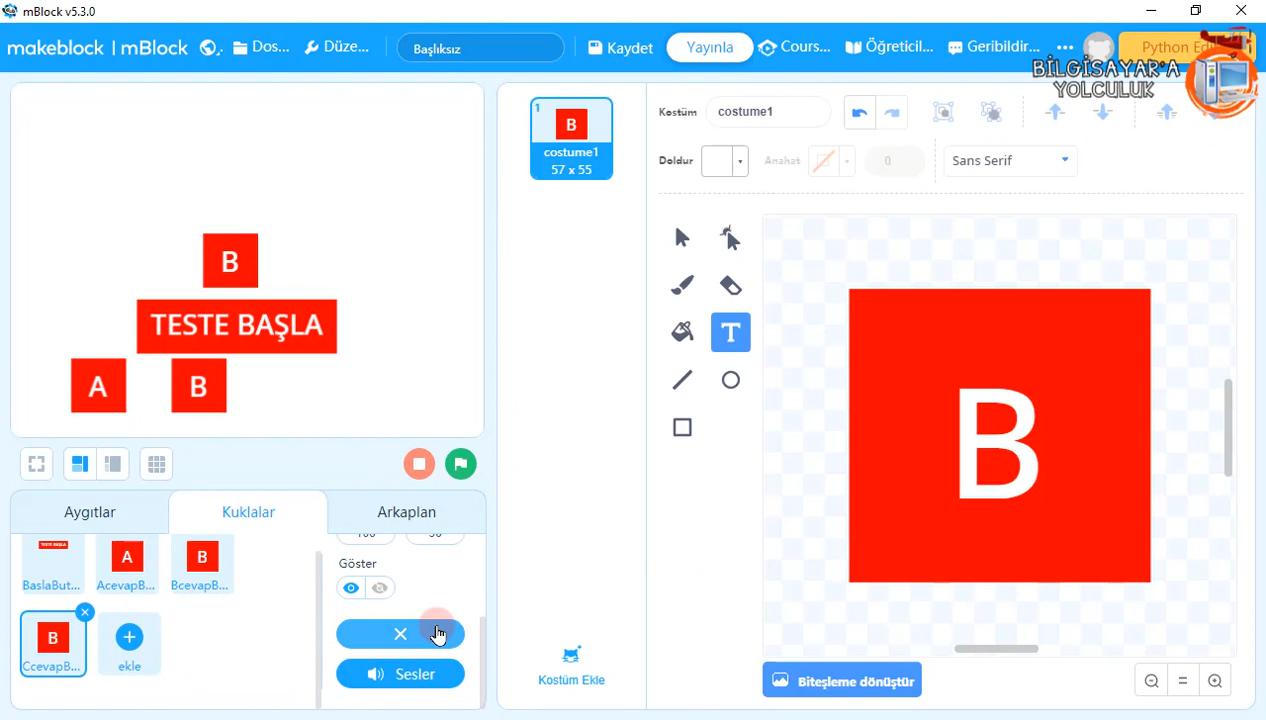 mBlock v5.3.0
makeblock | mBlock
Dos...
Düze...
Başlıksız
Kaydet
Yayınla
Cours...
Öğreticil...
Geribildir...
BİLGİSAYAR'A
YOLCULUK
B
TESTE BAŞLA
A
B
1
B
costume1
57 x 55
Kostüm
costume1
Doldur
Anahat
0
Sans Serif
T
B
Aygıtlar
Kuklalar
Arkaplan
TESTE BAŞLA
BaslaBut...
A
AcevapB...
B
BcevapB...
B
CcevapB...
ekle
Göster
Sesler
Kostüm Ekle
Biteşleme dönüştür